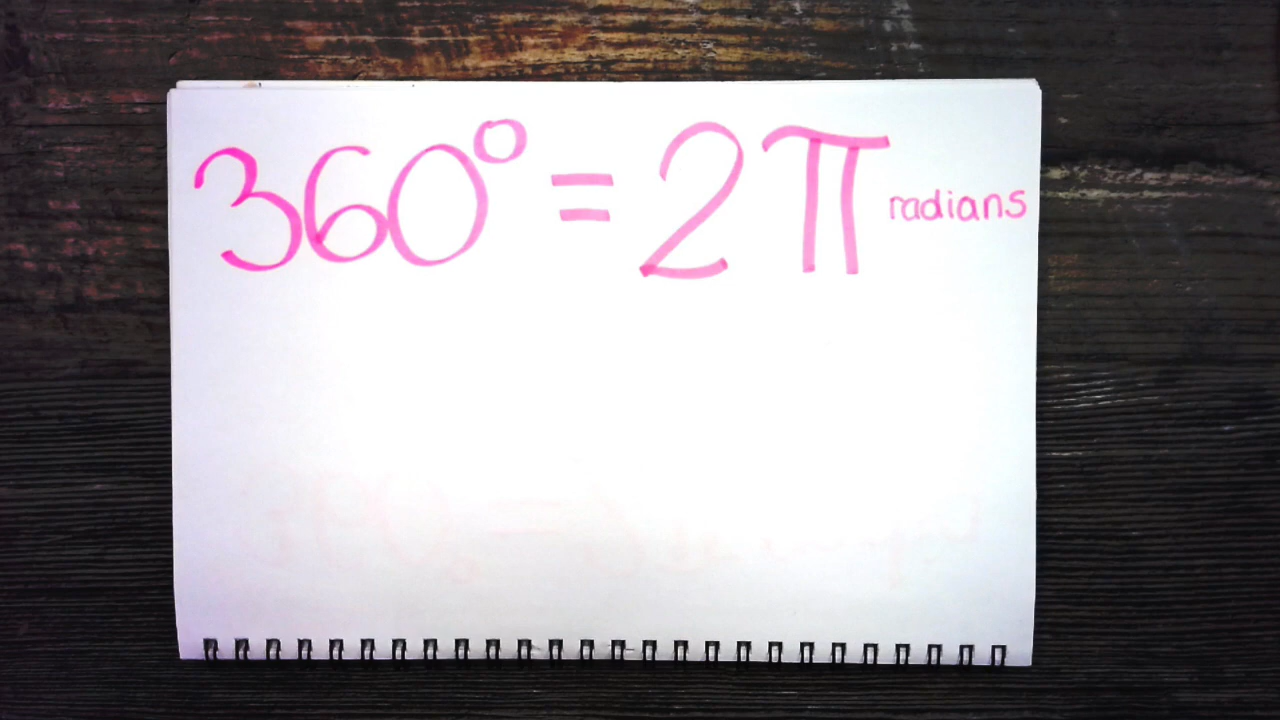 360° = 2π radians